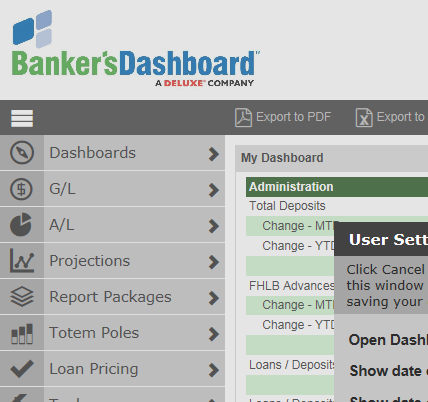 Banker'sDashboard™
A DELUXE® COMPANY
Export to PDF
Export to
Dashboards
G/L
A/L
Projections
Report Packages
Totem Poles
Loan Pricing
My Dashboard
Administration
Total Deposits
Change - MTD
Change - YTD
FHLB Advances
Change - MTD
Change - YTD
Loans / Deposits
User Sett
Click Cancel
this window
saving your
Open Dash
Show date